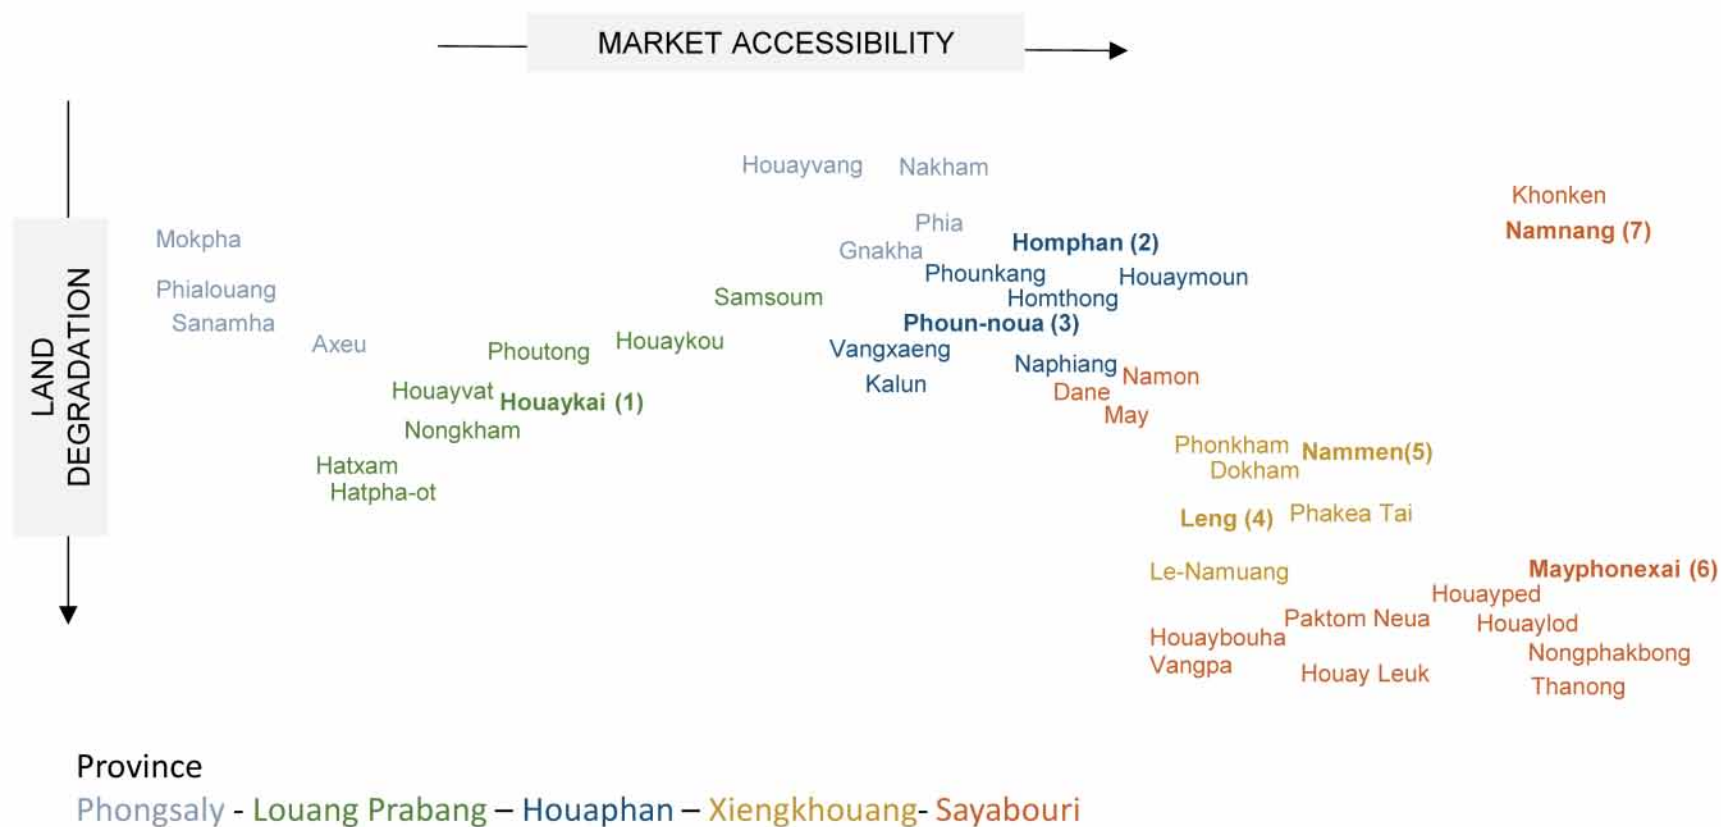 MARKET ACCESSIBILITY
LAND
DEGRADATION
Houayvang
Nakham
Khonken
Phia
Namnang (7)
Mokpha
Homphan (2)
Gnakha
Phounkang
Houaymoun
Phialouang
Samsoum
Homthong
Sanamha
Phoun-noua (3)
Axeu
Phoutong
Houaykou
Vangxaeng
Naphiang
Namon
Kalun
Houayvat
Houaykai (1)
Dane
May
Nongkham
Phonkham
Nammen(5)
Hatxam
Dokham
Hatpha-ot
Leng (4)
Phakea Tai
Le-Namuang
Mayphonexai (6)
Houayped
Paktom Neua
Houaylod
Houaybouha
Nongphakbong
Vangpa
Houay Leuk
Thanong
Province
Phongsaly - Louang Prabang – Houaphan – Xiengkhouang- Sayabouri